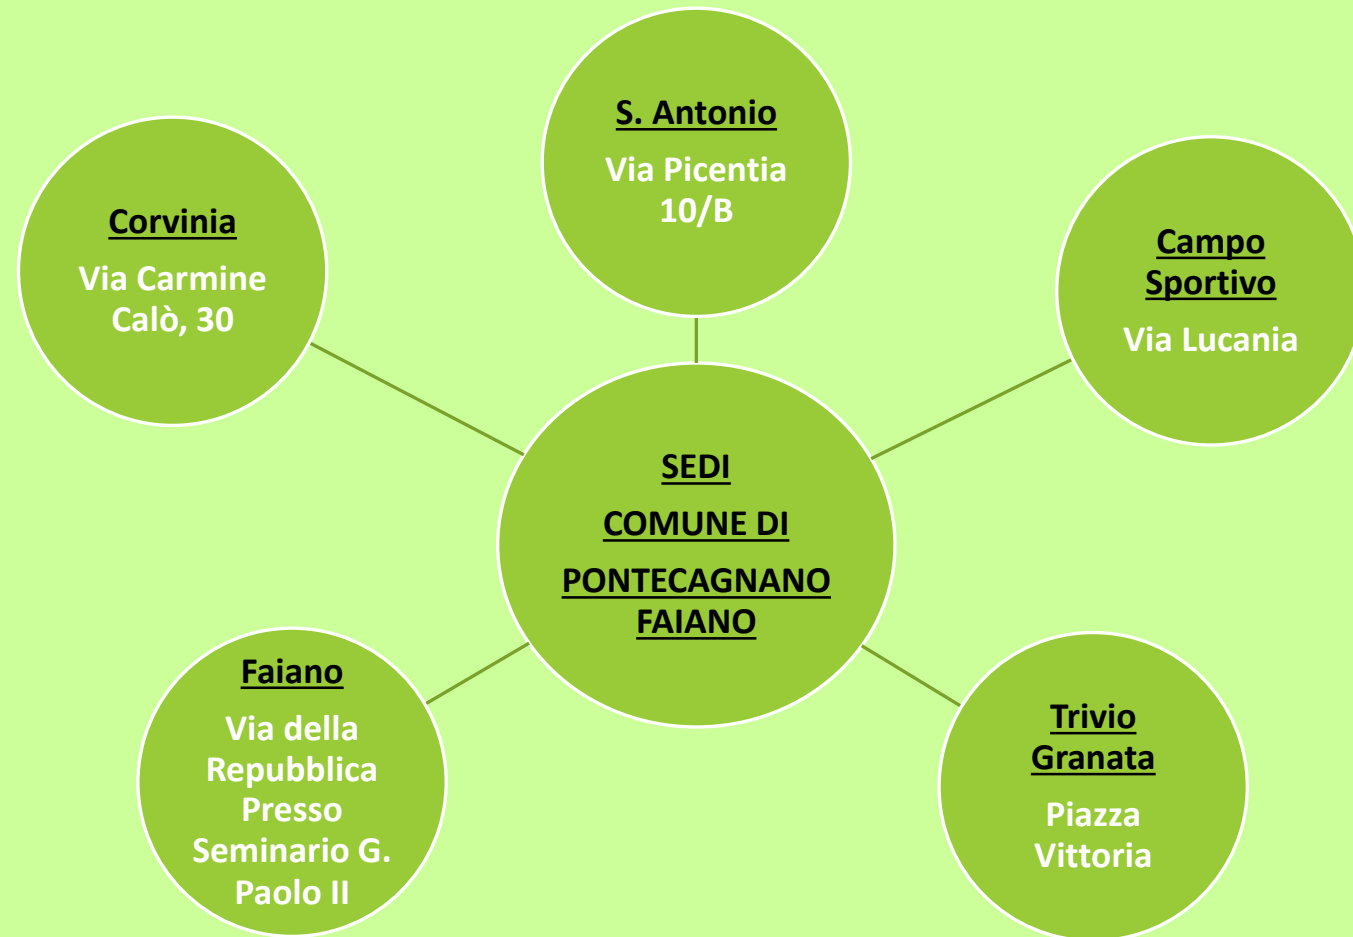 S. Antonio
Via Picentia
10/B
Corvinia
Via Carmine
Calò, 30
Campo
Sportivo
Via Lucania
SEDI
COMUNE DI
PONTECAGNANO
FAIANO
Faiano
Via della
Repubblica
Presso
Seminario G.
Paolo II
Trivio
Granata
Piazza
Vittoria